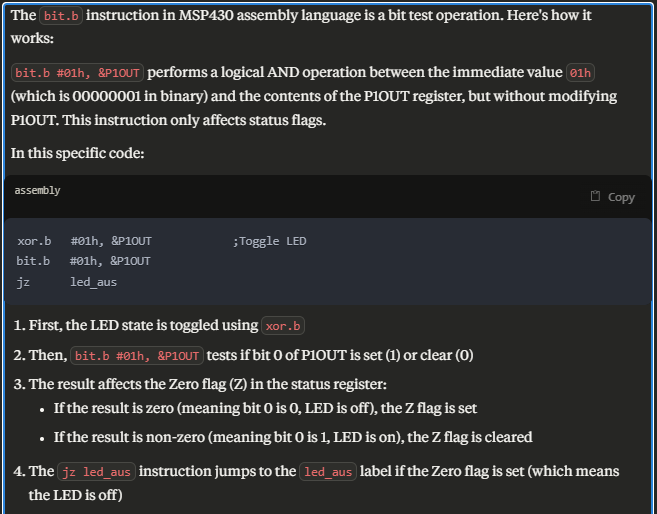 The bit.b instruction in MSP430 assembly language is a bit test operation. Here's how it
works:
bit.b #01h, &P1OUT performs a logical AND operation between the immediate value 01h
(which is 00000001 in binary) and the contents of the P1OUT register, but without modifying
P1OUT. This instruction only affects status flags.
In this specific code:
assembly
Copy
xor.b #01h, &P1OUT ;Toggle LED
bit.b #01h, &P1OUT
jz led_aus
1. First, the LED state is toggled using xor.b
2. Then, bit.b #01h, &P1OUT tests if bit 0 of P1OUT is set (1) or clear (0)
3. The result affects the Zero flag (Z) in the status register:
• If the result is zero (meaning bit 0 is 0, LED is off), the Z flag is set
• If the result is non-zero (meaning bit 0 is 1, LED is on), the Z flag is cleared
4. The jz led_aus instruction jumps to the led_aus label if the Zero flag is set (which means
the LED is off)